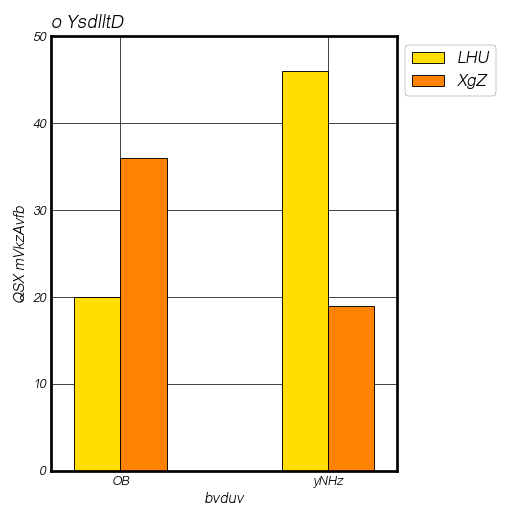 o YsdlltD
50
40
30
20
10
0
QSX mVkzAvfb
OB
yNHz
bvduv
LHU
XgZ